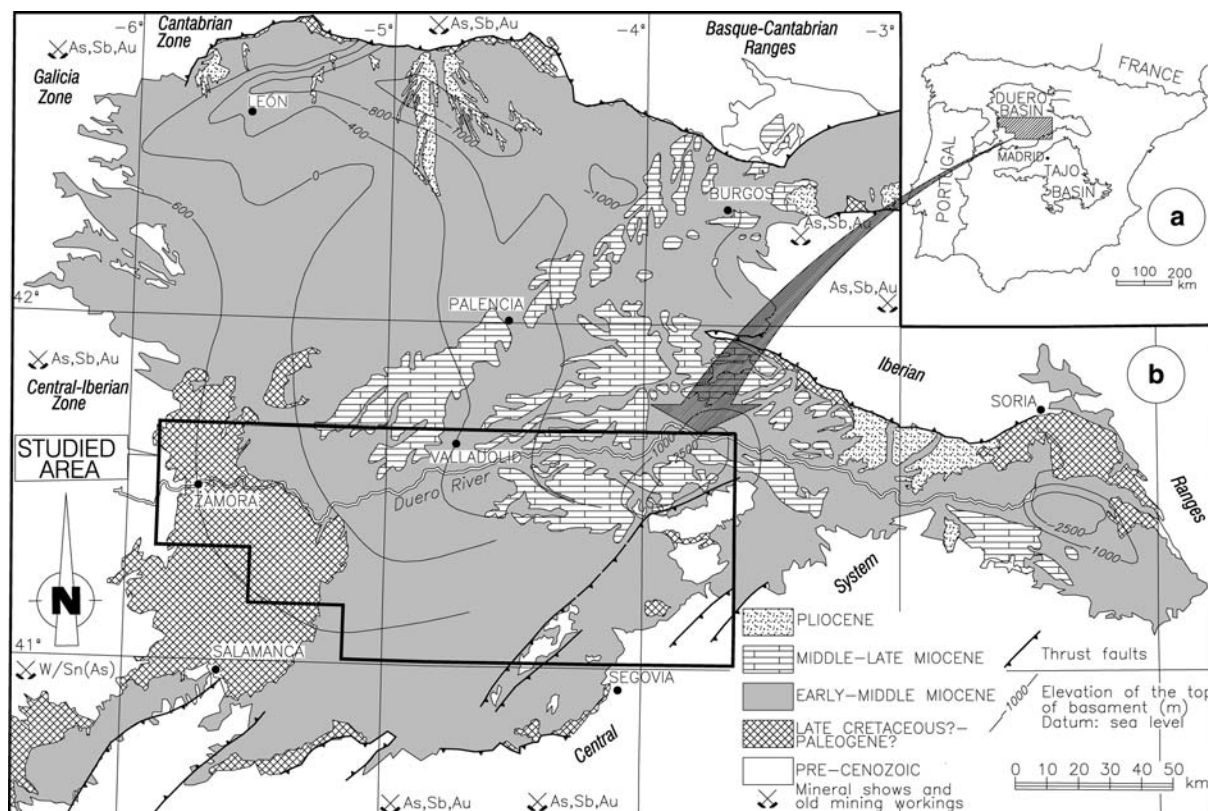 -6°
Cantabrian
Zone
-5°
As,Sb,Au
-4°
Basque-Cantabrian
Ranges
-3°
As,Sb,Au
Galicia
Zone
LEÓN
-800
-400
-1000
0
600
-1000
BURGOS
As,Sb,Au
As,Sb,Au
42°
PALENCIA
As,Sb,Au
Central-Iberian
Zone
FRANCE
DUERO
BASIN
MADRID
TAJO
BASIN
PORTUGAL
a
0 100 200
km
Iberian
b
SORIA
STUDIED
AREA
VALLADOLID
-1000
-2500
ZAMORA
Duero River
Ranges
-2500
-1000
System
N
41°
SALAMANCA
W/Sn(As)
SEGOVIA
Central
As,Sb,Au
As,Sb,Au
PLIOCENE
MIDDLE-LATE MIOCENE
EARLY-MIDDLE MIOCENE
LATE CRETACEOUS?-
PALEOGENE?
PRE-CENOZOIC
Mineral shows and
old mining workings
Thrust faults
-1000
Elevation of the top
of basament (m)
Datum: sea level
0 10 20 30 40 50
km